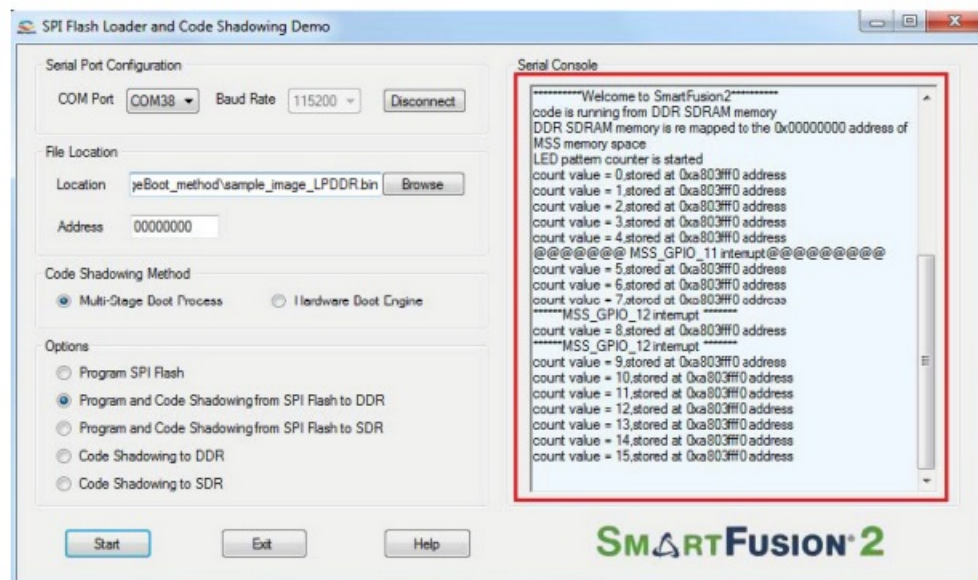 SPI Flash Loader and Code Shadowing Demo
Serial Port Configuration
COM Port COM38 Baud Rate 115200 Disconnect
File Location
Location geBoot_method\sample_image_LPDDR.bin Browse
Address 00000000
Code Shadowing Method
Multi-Stage Boot Process Hardware Boot Engine
Options
Program SPI Flash
Program and Code Shadowing from SPI Flash to DDR
Program and Code Shadowing from SPI Flash to SDR
Code Shadowing to DDR
Code Shadowing to SDR
Start Exit Help
Serial Console
**********Welcome to SmartFusion2**********
code is running from DDR SDRAM memory
DDR SDRAM memory is re mapped to the 0x00000000 address of
MSS memory space
LED pattern counter is started
count value = 0,stored at 0xa803fff0 address
count value = 1,stored at 0xa803fff0 address
count value = 2,stored at 0xa803fff0 address
count value = 3,stored at 0xa803fff0 address
count value = 4,stored at 0xa803fff0 address
@@@@@@@ MSS_GPIO_11 interrupt@@@@@@@@@
count value = 5,stored at 0xa803fff0 address
count value = 6,stored at 0xa803fff0 address
count value = 7,stored at 0xa803fff0 address
******MSS_GPIO_12 interrupt *******
count value = 8,stored at 0xa803fff0 address
******MSS_GPIO_12 interrupt *******
count value = 9,stored at 0xa803fff0 address
count value = 10,stored at 0xa803fff0 address
count value = 11,stored at 0xa803fff0 address
count value = 12,stored at 0xa803fff0 address
count value = 13,stored at 0xa803fff0 address
count value = 14,stored at 0xa803fff0 address
count value = 15,stored at 0xa803fff0 address
SMARTFUSION 2